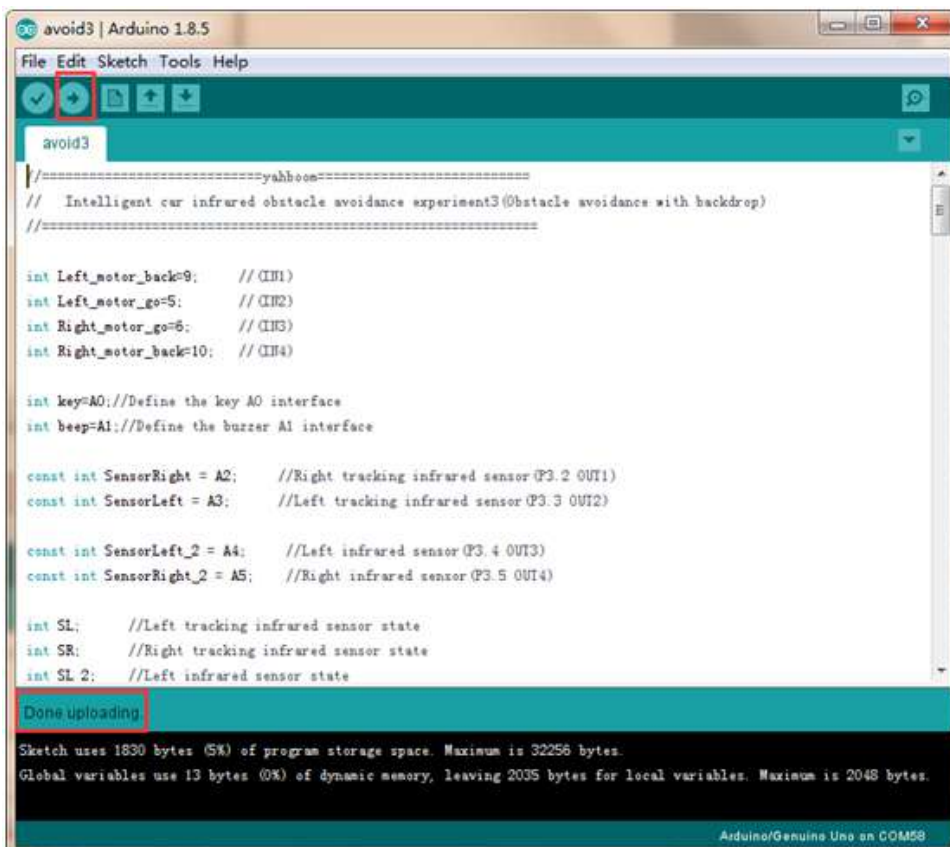 avoid3 | Arduino 1.8.5
File Edit Sketch Tools Help
avoid3
//============================yahboom===========================
// Intelligent car infrared obstacle avoidance experiment3(Obstacle avoidance with backdrop)
//===============================================================
int Left_motor_back=9; //(IN1)
int Left_motor_go=5; //(IN2)
int Right_motor_go=6; //(IN3)
int Right_motor_back=10; //(IN4)
int key=A0;//Define the key A0 interface
int beep=A1;//Define the buzzer A1 interface
const int SensorRight = A2; //Right tracking infrared sensor(P3.2 OUT1)
const int SensorLeft = A3; //Left tracking infrared sensor(P3.3 OUT2)
const int SensorLeft_2 = A4; //Left infrared sensor(P3.4 OUT3)
const int SensorRight_2 = A5; //Right infrared sensor(P3.5 OUT4)
int SL; //Left tracking infrared sensor state
int SR; //Right tracking infrared sensor state
int SL_2; //Left infrared sensor state
Done uploading.
Sketch uses 1830 bytes (5%) of program storage space. Maximum is 32256 bytes.
Global variables use 13 bytes (0%) of dynamic memory, leaving 2035 bytes for local variables. Maximum is 2048 bytes.
Arduino/Genuino Uno on COM58